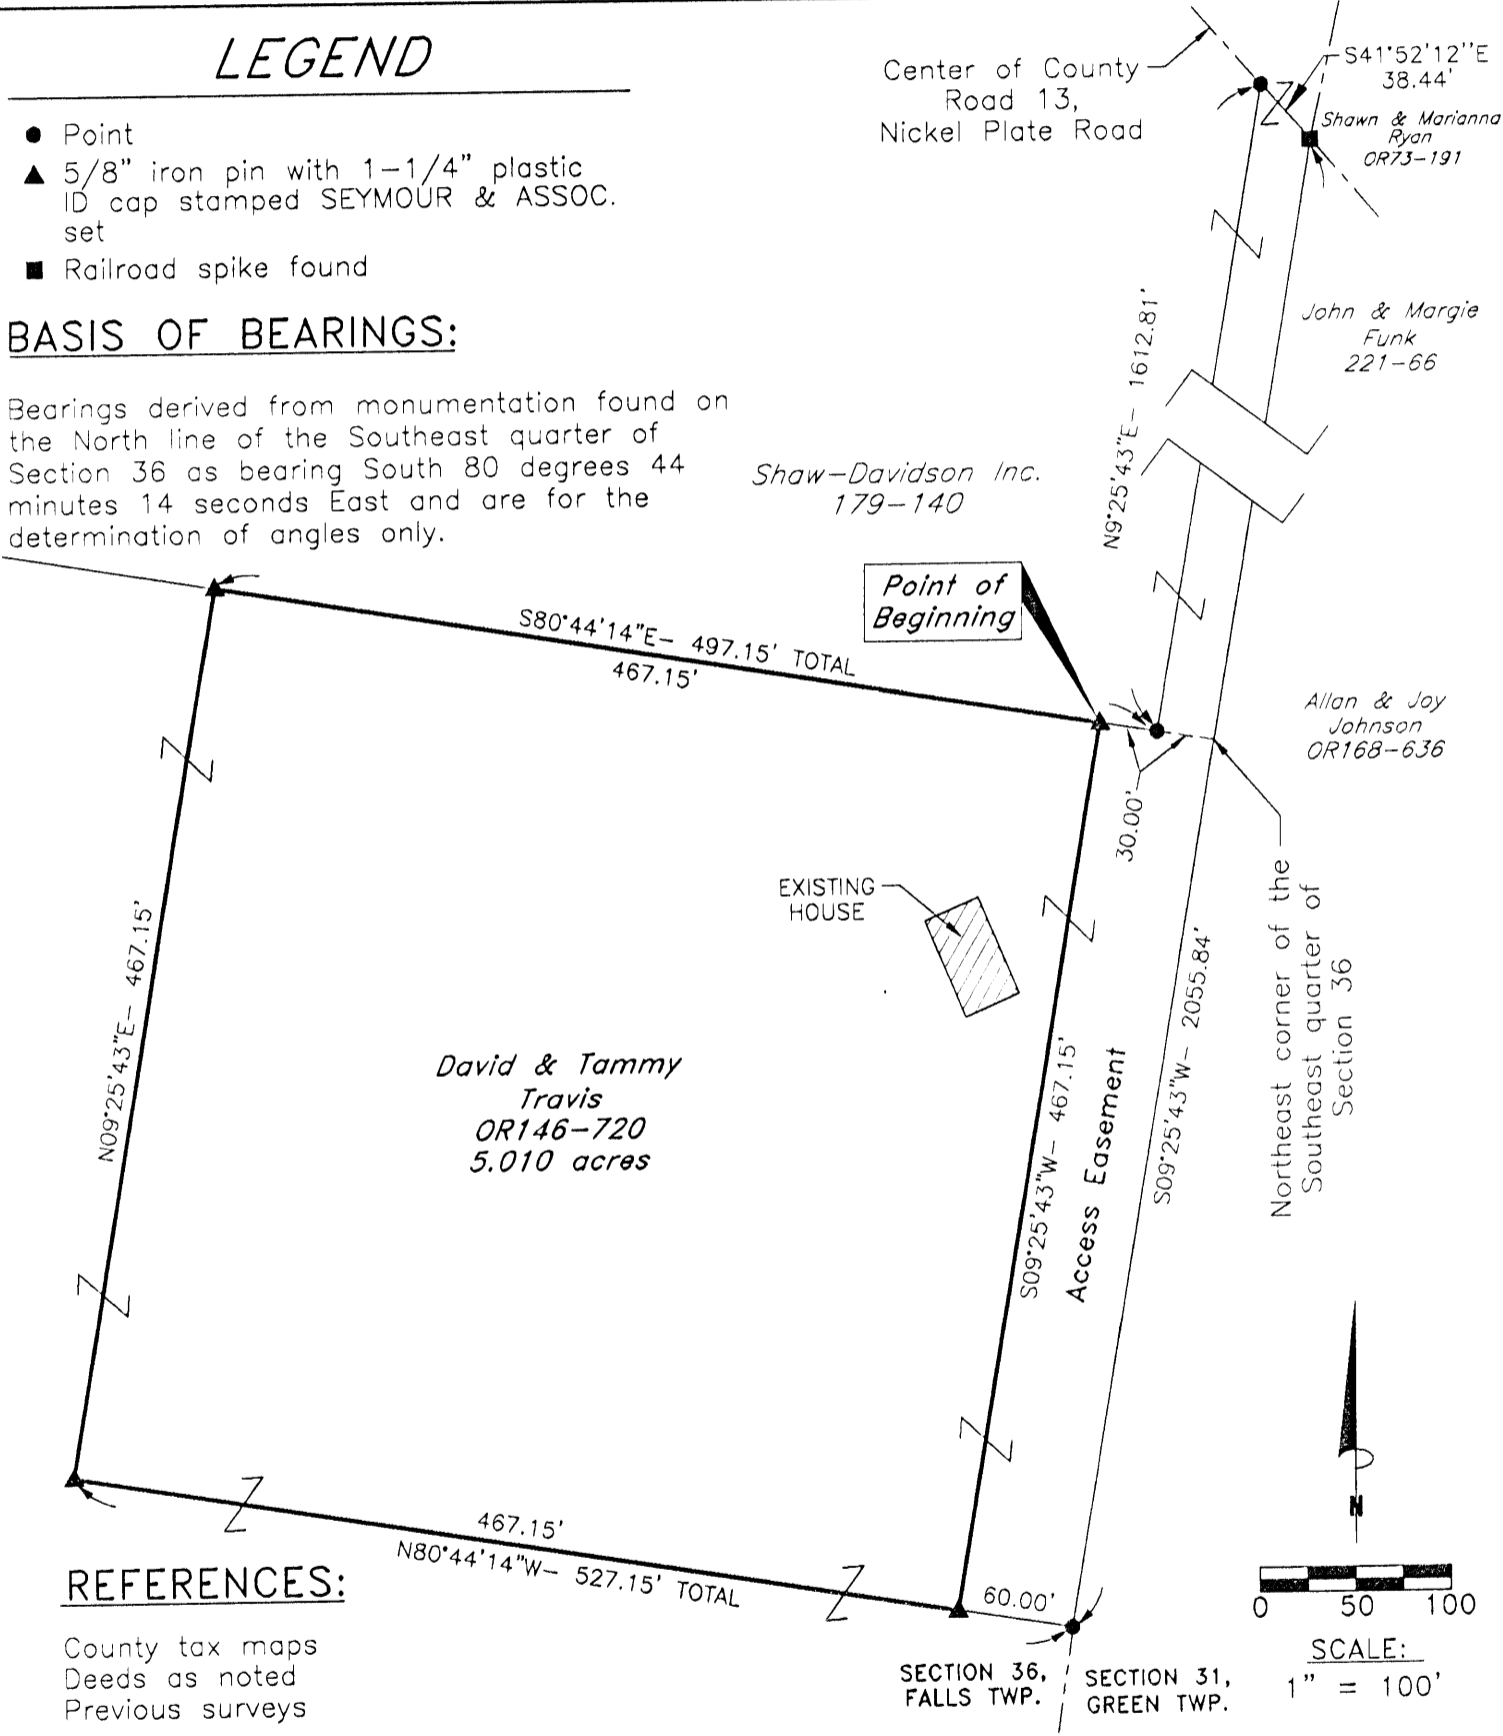 LEGEND
Point
5/8" iron pin with 1-1/4" plastic
ID cap stamped SEYMOUR & ASSOC.
set
Railroad spike found
BASIS OF BEARINGS:
Bearings derived from monumentation found on
the North line of the Southeast quarter of
Section 36 as bearing South 80 degrees 44
minutes 14 seconds East and are for the
determination of angles only.
Center of County
Road 13,
Nickel Plate Road
S41°52'12"E
38.44'
Shawn & Marianna
Ryan
OR73-191
John & Margie
Funk
221-66
N9°25'43"E- 1612.81'
Shaw-Davidson Inc.
179-140
Point of
Beginning
S80°44'14"E- 497.15' TOTAL
467.15'
Allan & Joy
Johnson
OR168-636
30.00'
EXISTING
HOUSE
Northeast corner of the
Southeast quarter of
Section 36
N09°25'43"E- 467.15'
David & Tammy
Travis
OR146-720
5.010 acres
S09°25'43"W- 467.15'
Access Easement
S09°25'43"W- 2055.84'
467.15'
N80°44'14"W- 527.15' TOTAL
60.00'
REFERENCES:
County tax maps
Deeds as noted
Previous surveys
SECTION 36,
FALLS TWP.
SECTION 31,
GREEN TWP.
N
0 50 100
SCALE:
1" = 100'